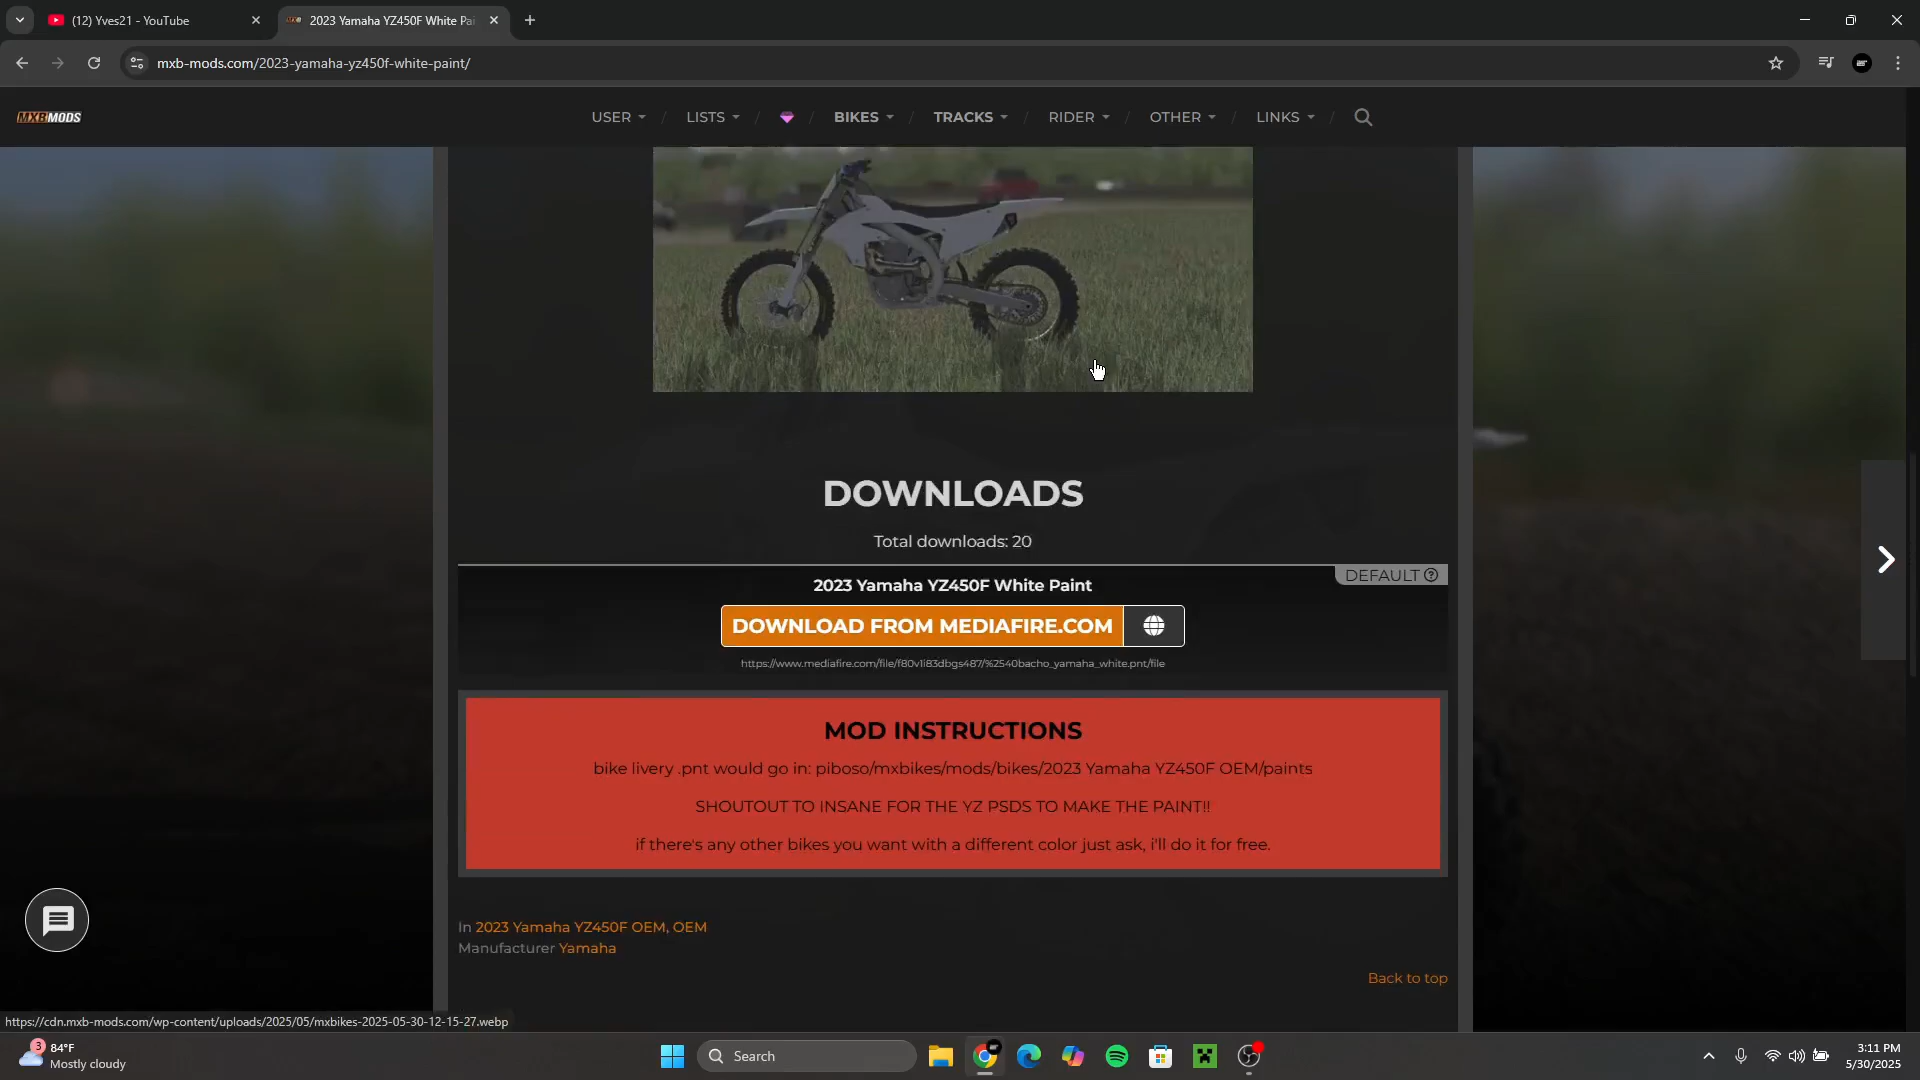 (12) Yves21 - YouTube
2023 Yamaha YZ450F White Pai
mxb-mods.com/2023-yamaha-yz450f-white-paint/
MXBMODS
USER
LISTS
BIKES
TRACKS
RIDER
OTHER
LINKS
DOWNLOADS
Total downloads: 20
DEFAULT
2023 Yamaha YZ450F White Paint
DOWNLOAD FROM MEDIAFIRE.COM
https://www.mediafire.com/file/f80v1i83dbgs487/%2540bacho_yamaha_white.pnt/file
MOD INSTRUCTIONS
bike livery .pnt would go in: piboso/mxbikes/mods/bikes/2023 Yamaha YZ450F OEM/paints
SHOUTOUT TO INSANE FOR THE YZ PSDS TO MAKE THE PAINT!!
if there's any other bikes you want with a different color just ask, i'll do it for free.
In 2023 Yamaha YZ450F OEM, OEM
Manufacturer Yamaha
Back to top
https://cdn.mxb-mods.com/wp-content/uploads/2025/05/mxbikes-2025-05-30-12-15-27.webp
3
84°F
Mostly cloudy
Search
3:11 PM
5/30/2025